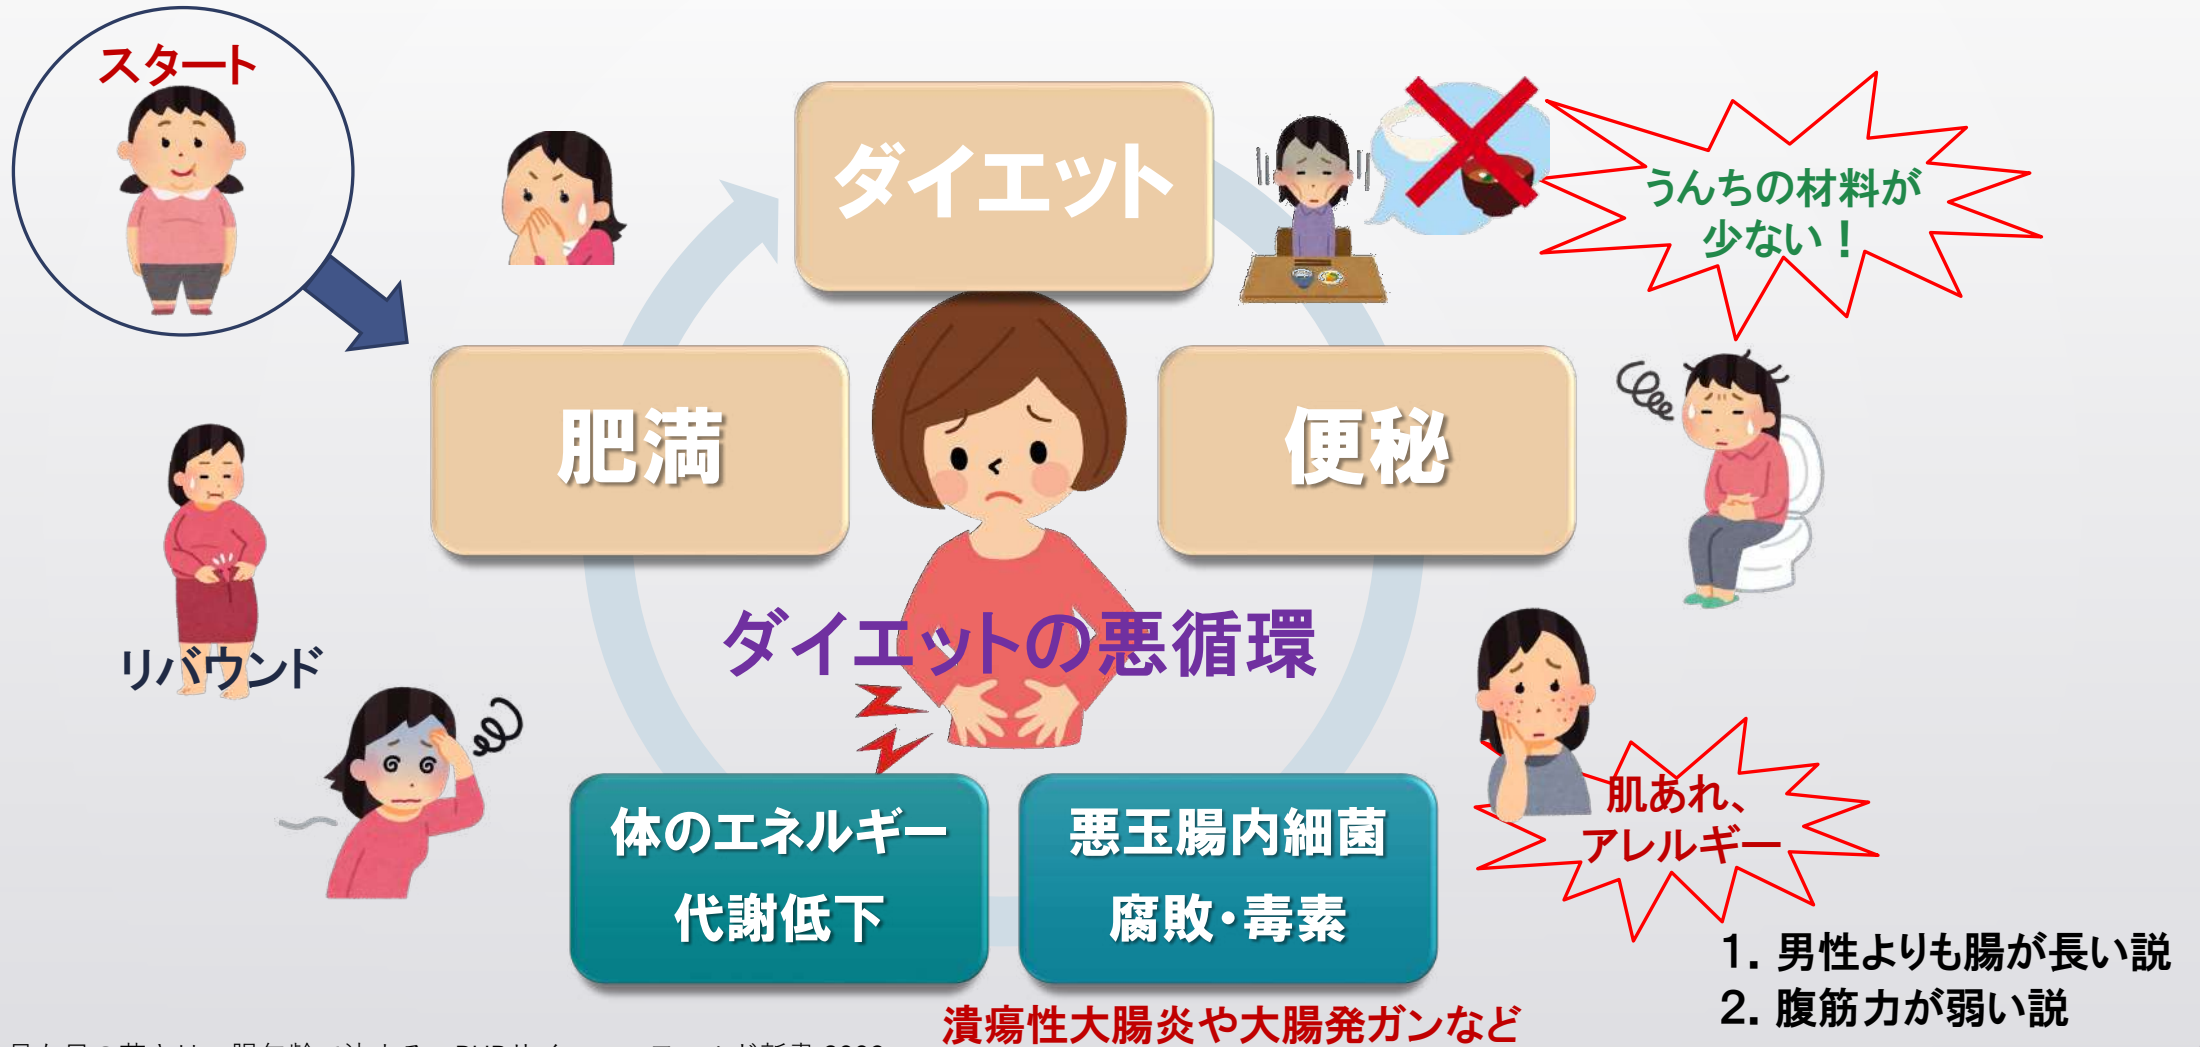 スタート
ダイエット
うんちの材料が
少ない！
肥満
便秘
ダイエットの悪循環
リバウンド
体のエネルギー
代謝低下
悪玉腸内細菌
腐敗・毒素
肌あれ、
アレルギー
1. 男性よりも腸が長い説
2. 腹筋力が弱い説
潰瘍性大腸炎や大腸発ガンなど